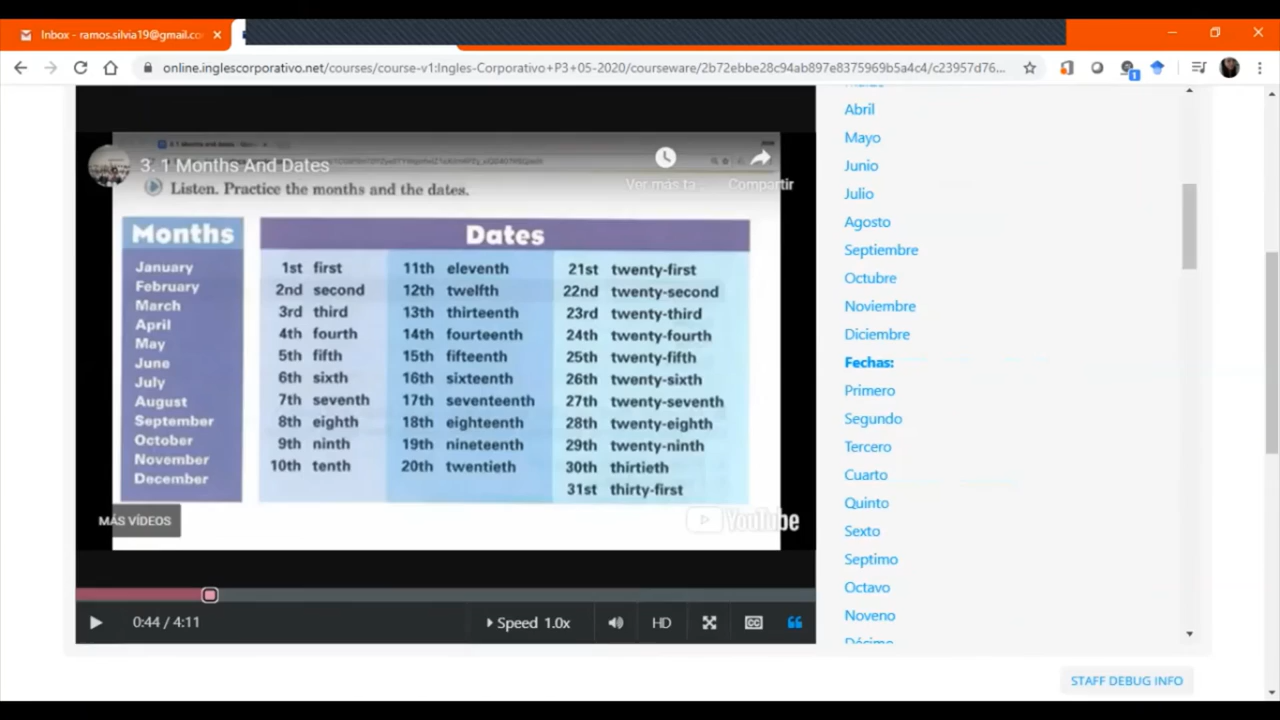 Inbox - ramos.silvia19@gmail.co
online.inglescorporativo.net/courses/course-v1:Ingles-Corporativo+P3+05-2020/courseware/2b72ebbe28c94ab897e8375969b5a4c4/c23957d76...
1
3. 1 Months And Dates
Ver más ta...
Compartir
Listen. Practice the months and the dates.
Months
January
February
March
April
May
June
July
August
September
October
November
December
Dates
1st first
2nd second
3rd third
4th fourth
5th fifth
6th sixth
7th seventh
8th eighth
9th ninth
10th tenth
11th eleventh
12th twelfth
13th thirteenth
14th fourteenth
15th fifteenth
16th sixteenth
17th seventeenth
18th eighteenth
19th nineteenth
20th twentieth
21st twenty-first
22nd twenty-second
23rd twenty-third
24th twenty-fourth
25th twenty-fifth
26th twenty-sixth
27th twenty-seventh
28th twenty-eighth
29th twenty-ninth
30th thirtieth
31st thirty-first
MÁS VÍDEOS
YouTube
0:44 / 4:11
Speed 1.0x
HD
CC
Abril
Mayo
Junio
Julio
Agosto
Septiembre
Octubre
Noviembre
Diciembre
Fechas:
Primero
Segundo
Tercero
Cuarto
Quinto
Sexto
Septimo
Octavo
Noveno
Décimo
STAFF DEBUG INFO